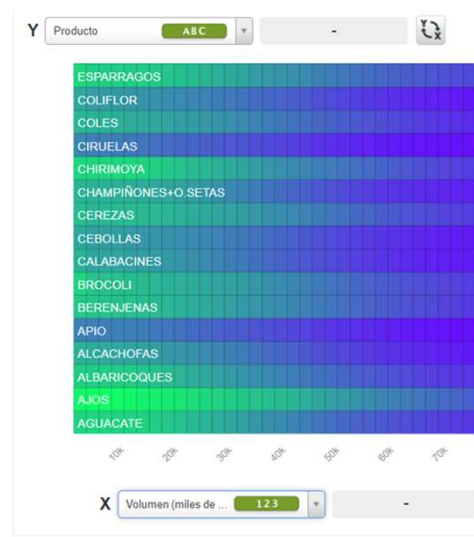 Y Producto ABC -
ESPARRAGOS
COLIFLOR
COLES
CIRUELAS
CHIRIMOYA
CHAMPIÑONES+O.SETAS
CEREZAS
CEBOLLAS
CALABACINES
BROCOLI
BERENJENAS
APIO
ALCACHOFAS
ALBARICOQUES
AJOS
AGUACATE
10k 20k 30k 40k 50k 60k 70k
X Volumen (miles de ... 123 -